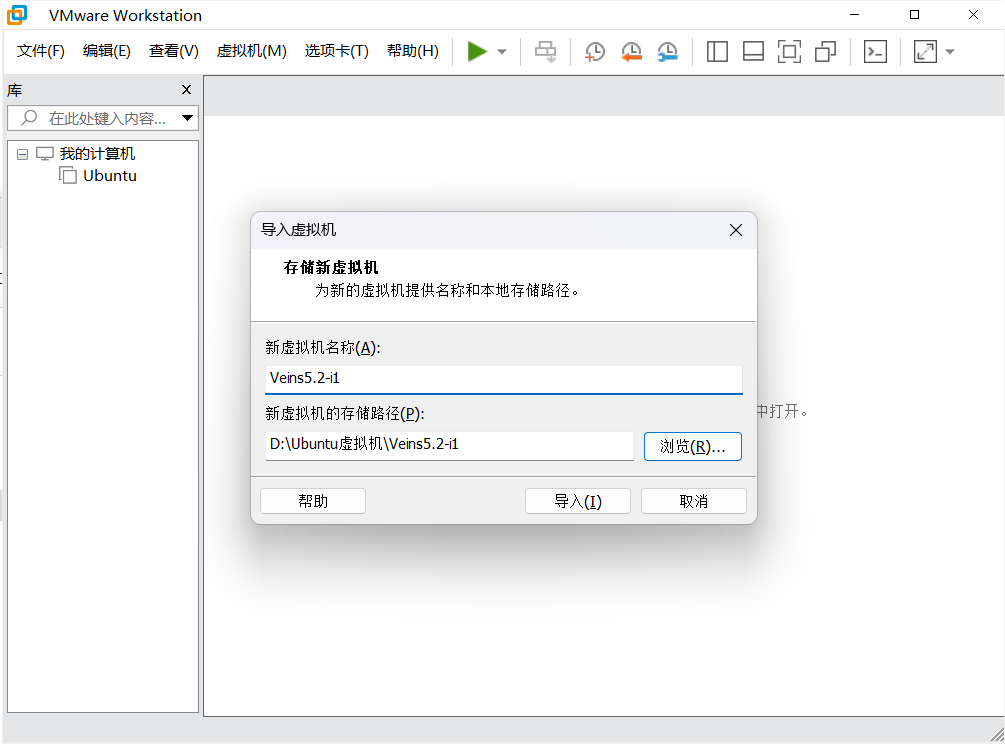 VMware Workstation
文件(F) 编辑(E) 查看(V) 虚拟机(M) 选项卡(T) 帮助(H)
库
在此处键入内容...
我的计算机
Ubuntu
导入虚拟机
存储新虚拟机
为新的虚拟机提供名称和本地存储路径。
新虚拟机名称(A):
Veins5.2-i1
新虚拟机的存储路径(P):
中打开。
D:\Ubuntu虚拟机\Veins5.2-i1
浏览(R)...
帮助 导入(I) 取消